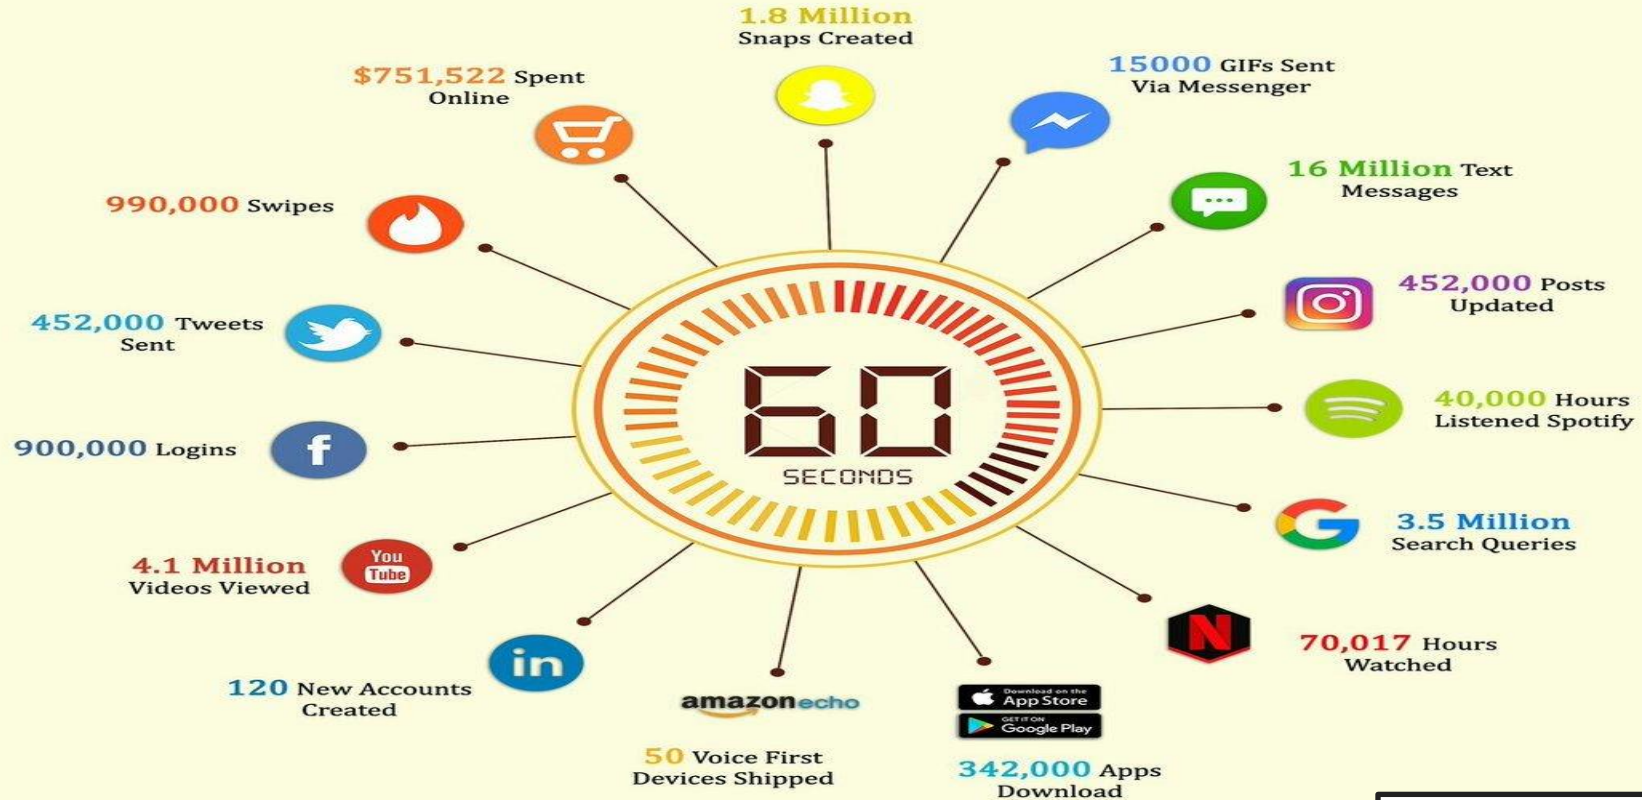 1.8 Million
Snaps Created
15000 GIFs Sent
Via Messenger
16 Million Text
Messages
452,000 Posts
Updated
40,000 Hours
Listened Spotify
3.5 Million
Search Queries
70,017 Hours
Watched
Download on the
App Store
GET IT ON
Google Play
342,000 Apps
Download
amazonecho
50 Voice First
Devices Shipped
in
120 New Accounts
Created
You
Tube
4.1 Million
Videos Viewed
f
900,000 Logins
452,000 Tweets
Sent
990,000 Swipes
$751,522 Spent
Online
60
SECONDS
G
N